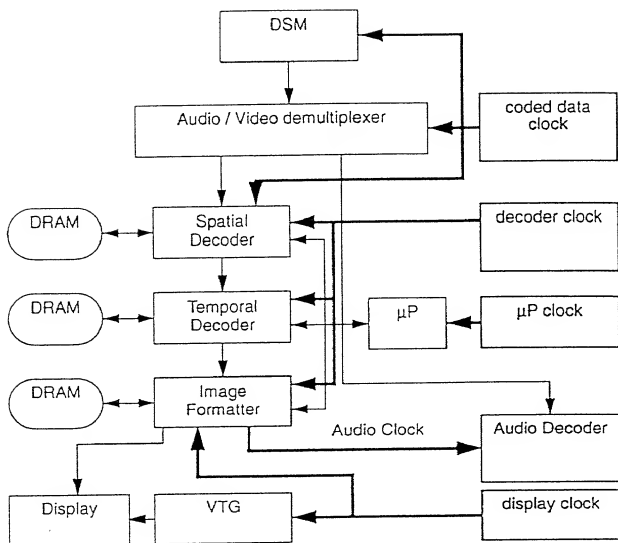 DSM
Audio / Video demultiplexer
coded data
clock
DRAM
Spatial
Decoder
decoder clock
DRAM
Temporal
Decoder
µP
µP clock
DRAM
Image
Formatter
Audio Clock
Audio Decoder
Display
VTG
display clock